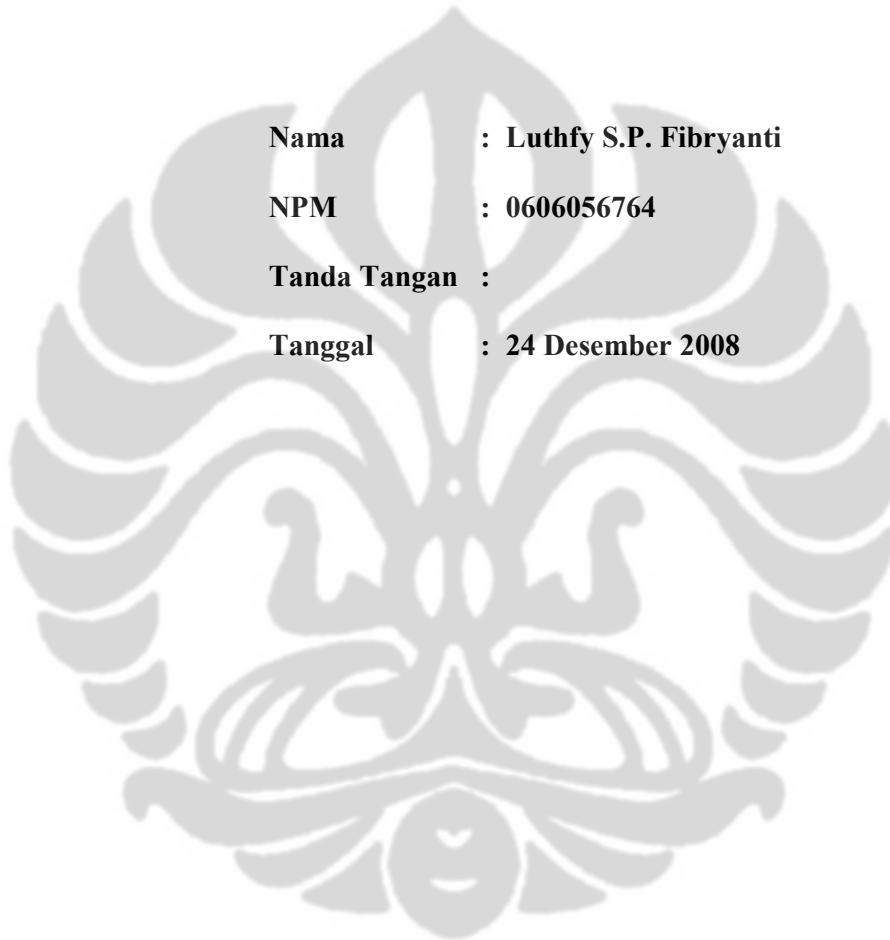 Nama : Luthfy S.P. Fibryanti
NPM : 0606056764
Tanda Tangan :
Tanggal : 24 Desember 2008